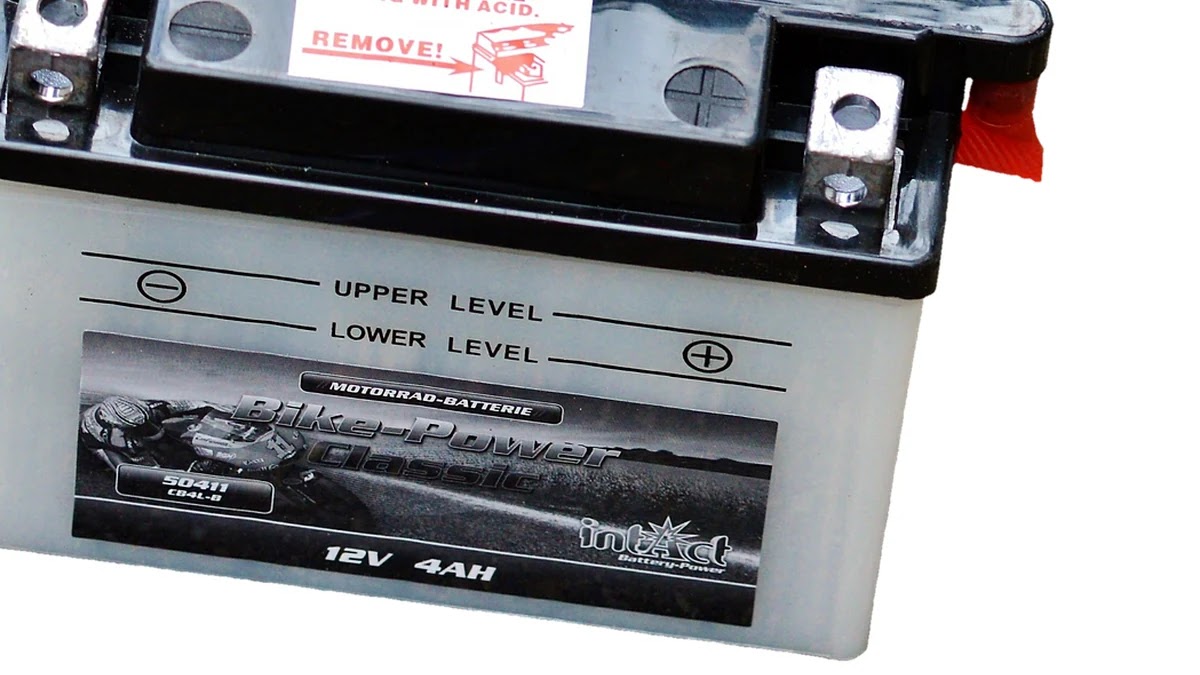 WITH ACID.
REMOVE!
UPPER LEVEL
LOWER LEVEL
MOTORRAD-BATTERIE
Bike-Power
Classic
50411
CB4L-B
intAct
Battery-Power
12V 4AH